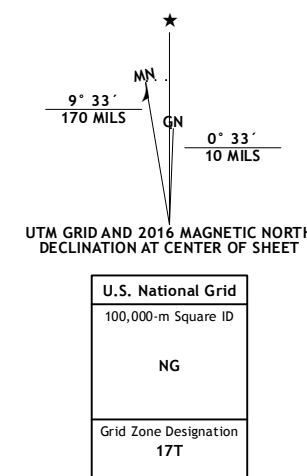 ★
MN
GN
9° 33´
170 MILS
0° 33´
10 MILS
UTM GRID AND 2016 MAGNETIC NORTH
DECLINATION AT CENTER OF SHEET
U.S. National Grid
100,000-m Square ID
NG
Grid Zone Designation
17T